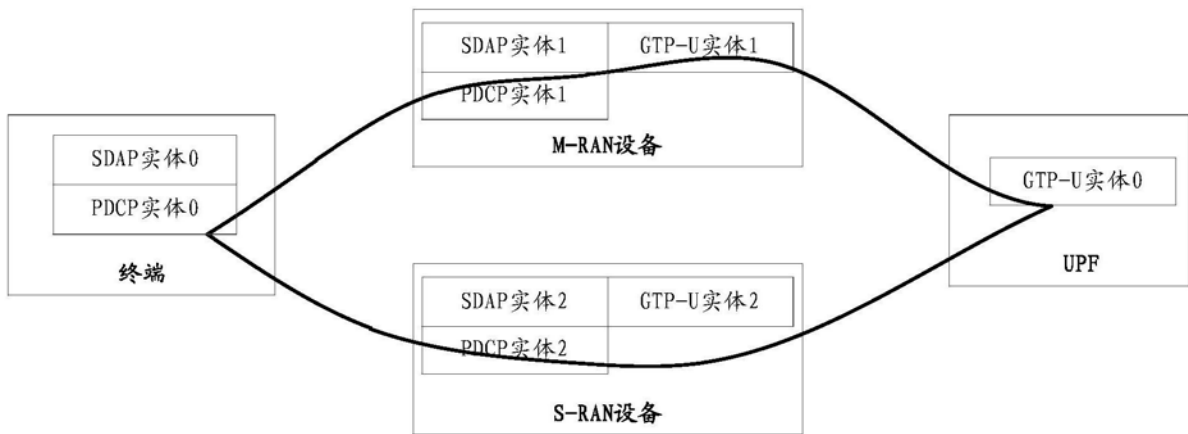 SDAP实体1 GTP-U实体1
PDCP实体1
M-RAN设备
SDAP实体0
PDCP实体0
终端
GTP-U实体0
UPF
SDAP实体2 GTP-U实体2
PDCP实体2
S-RAN设备